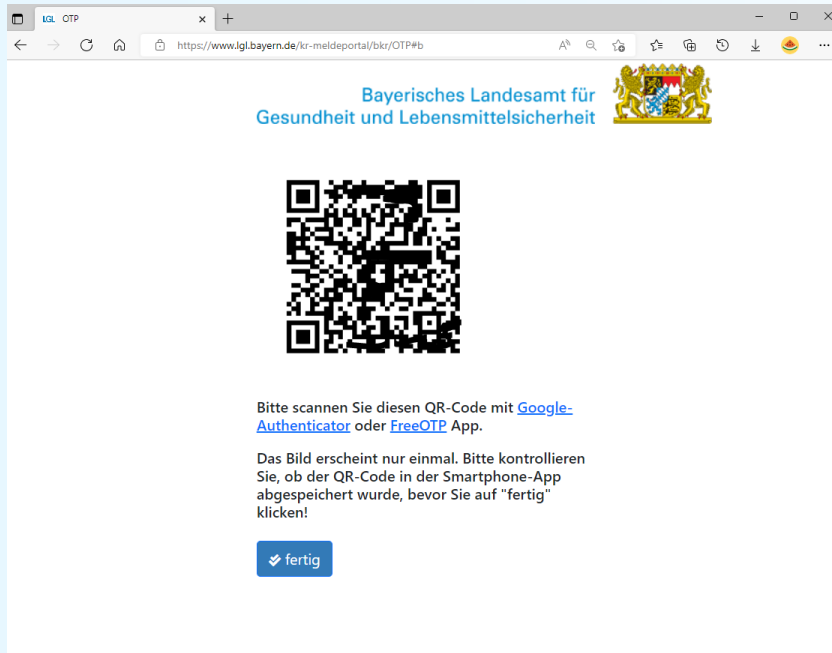 LGL OTP
https://www.lgl.bayern.de/kr-meldeportal/bkr/OTP#b
Bayerisches Landesamt für
Gesundheit und Lebensmittelsicherheit
Bitte scannen Sie diesen QR-Code mit Google-
Authenticator oder FreeOTP App.
Das Bild erscheint nur einmal. Bitte kontrollieren
Sie, ob der QR-Code in der Smartphone-App
abgespeichert wurde, bevor Sie auf "fertig"
klicken!
fertig